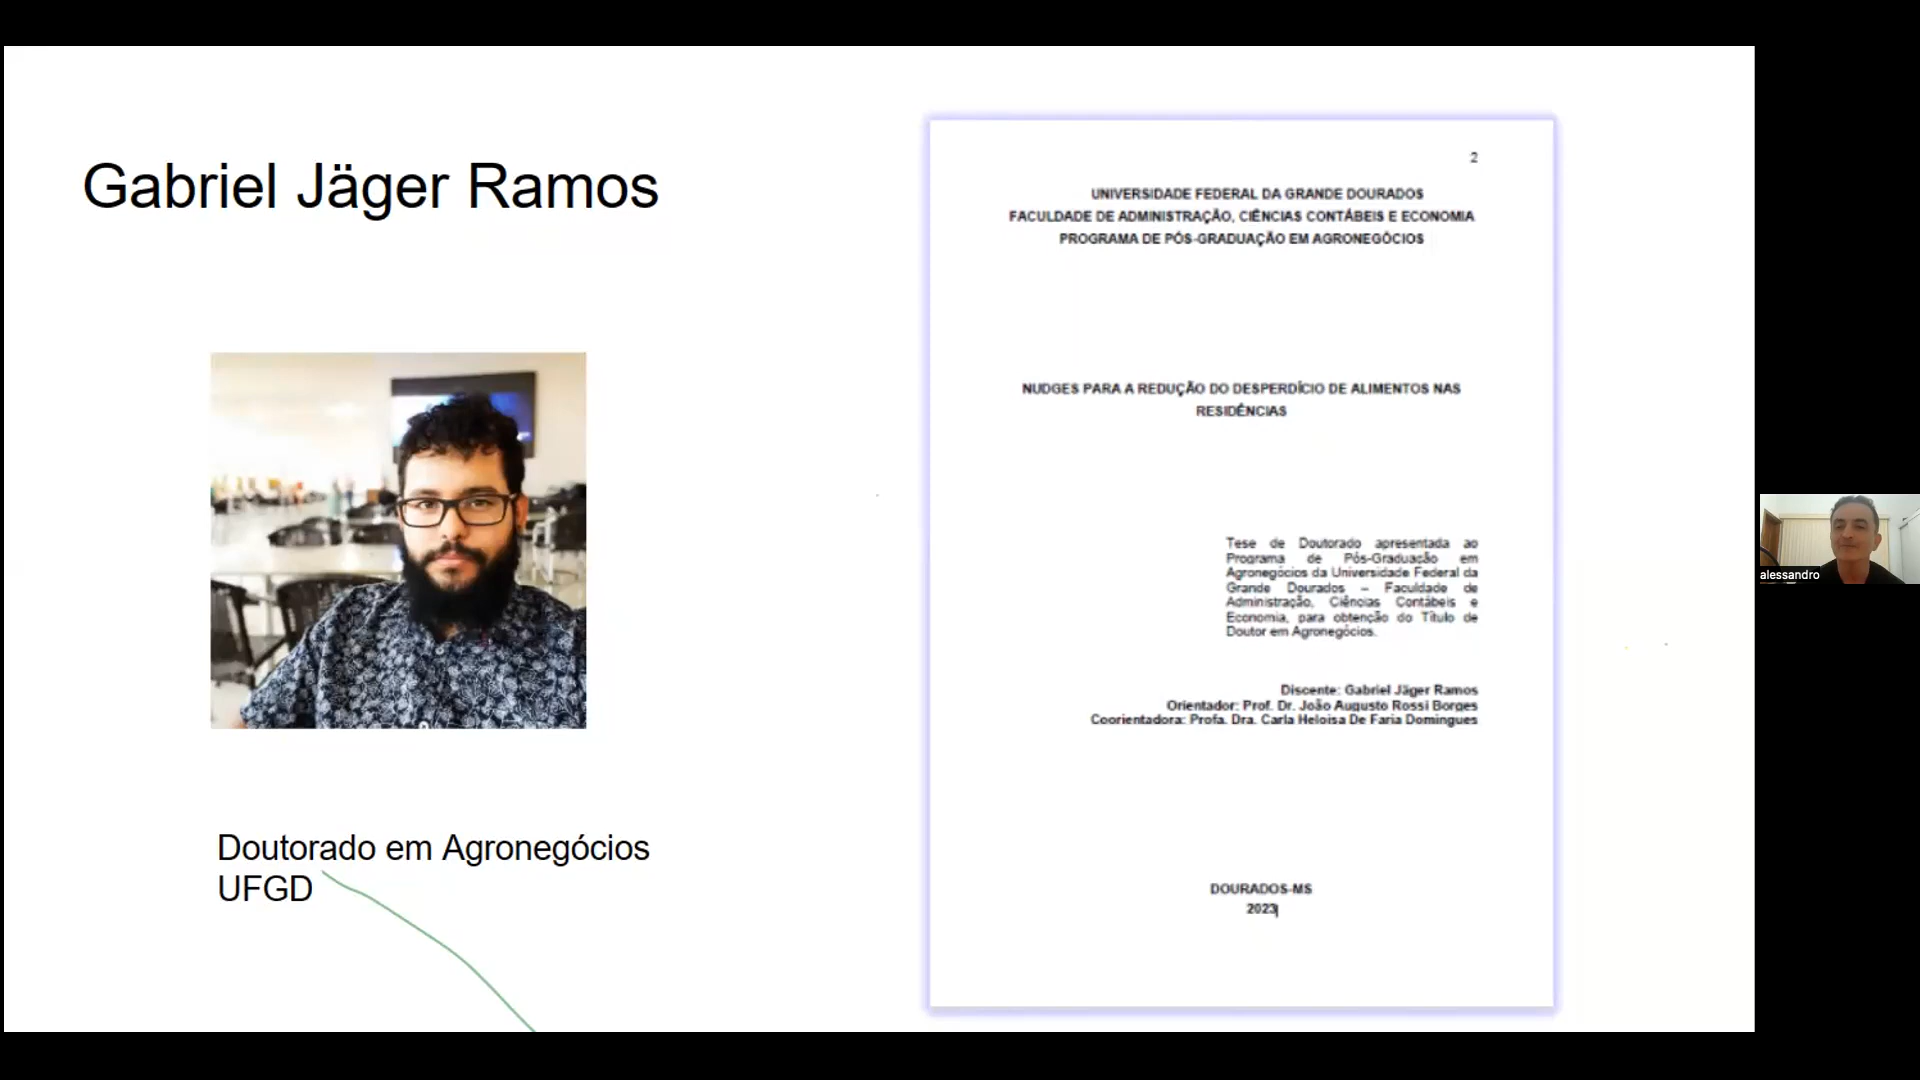 Gabriel Jäger Ramos
Doutorado em Agronegócios
UFGD
2
UNIVERSIDADE FEDERAL DA GRANDE DOURADOS
FACULDADE DE ADMINISTRAÇÃO, CIÊNCIAS CONTÁBEIS E ECONOMIA
PROGRAMA DE PÓS-GRADUAÇÃO EM AGRONEGÓCIOS
NUDGES PARA A REDUÇÃO DO DESPERDÍCIO DE ALIMENTOS NAS
RESIDÊNCIAS
Tese de Doutorado apresentada ao
Programa de Pós-Graduação em
Agronegócios da Universidade Federal da
Grande Dourados – Faculdade de
Administração, Ciências Contábeis e
Economia, para obtenção do Título de
Doutor em Agronegócios.
Discente: Gabriel Jäger Ramos
Orientador: Prof. Dr. João Augusto Rossi Borges
Coorientadora: Profa. Dra. Carla Heloisa De Faria Domingues
DOURADOS-MS
2023
alessandro